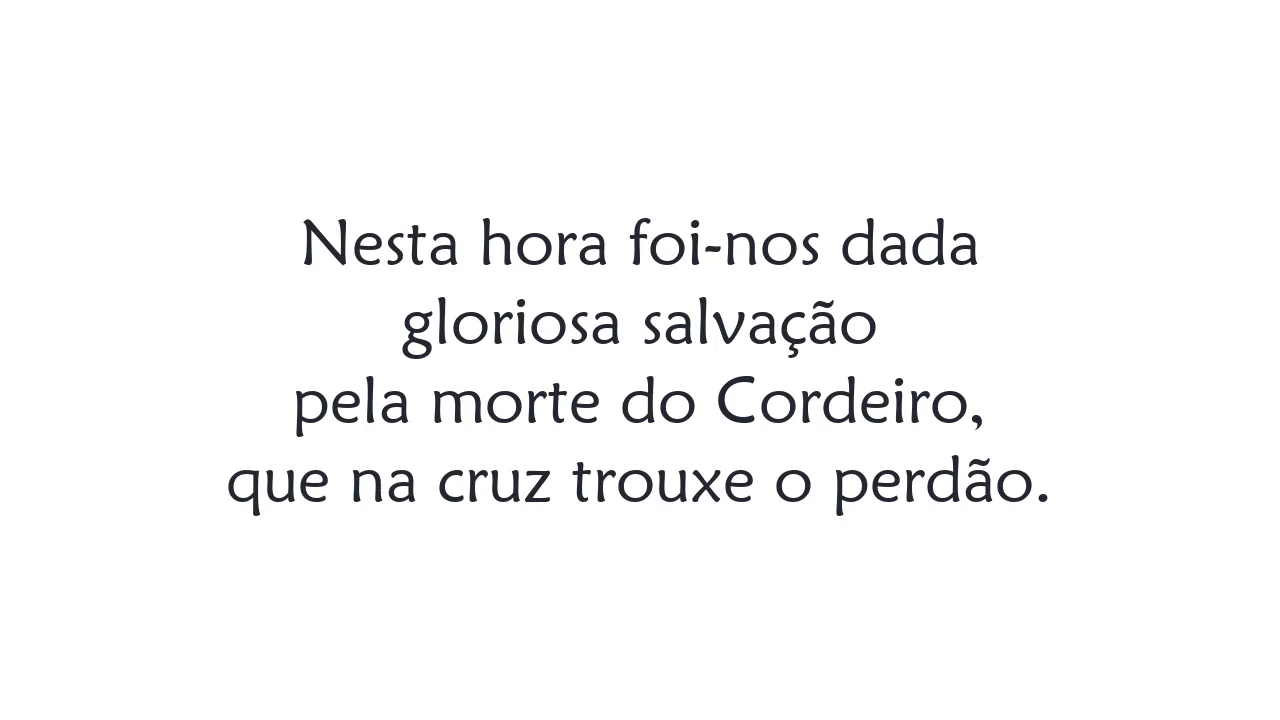 Nesta hora foi-nos dada
gloriosa salvação
pela morte do Cordeiro,
que na cruz trouxe o perdão.